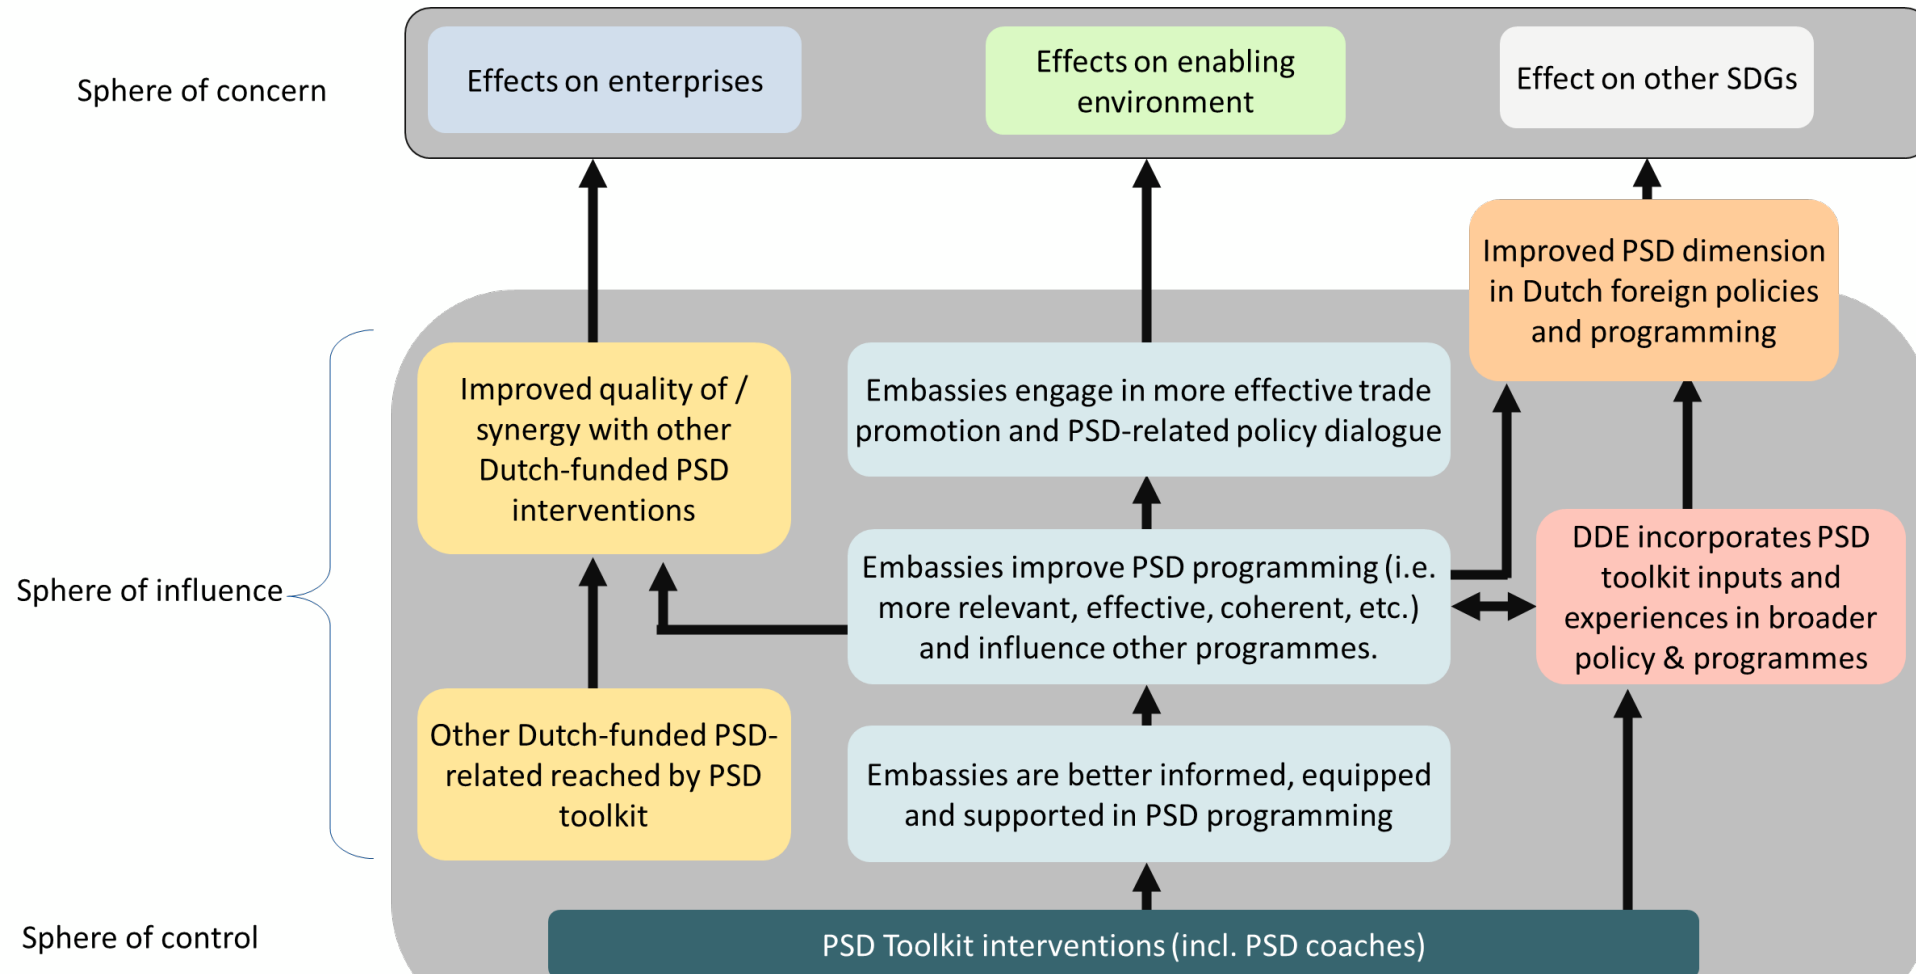 Sphere of concern
Effects on enterprises
Effects on enabling
environment
Effect on other SDGs
Improved PSD dimension
in Dutch foreign policies
and programming
Improved quality of /
synergy with other
Dutch-funded PSD
interventions
Embassies engage in more effective trade
promotion and PSD-related policy dialogue
Sphere of influence
Embassies improve PSD programming (i.e.
more relevant, effective, coherent, etc.)
and influence other programmes.
DDE incorporates PSD
toolkit inputs and
experiences in broader
policy & programmes
Other Dutch-funded PSD-
related reached by PSD
toolkit
Embassies are better informed, equipped
and supported in PSD programming
Sphere of control
PSD Toolkit interventions (incl. PSD coaches)